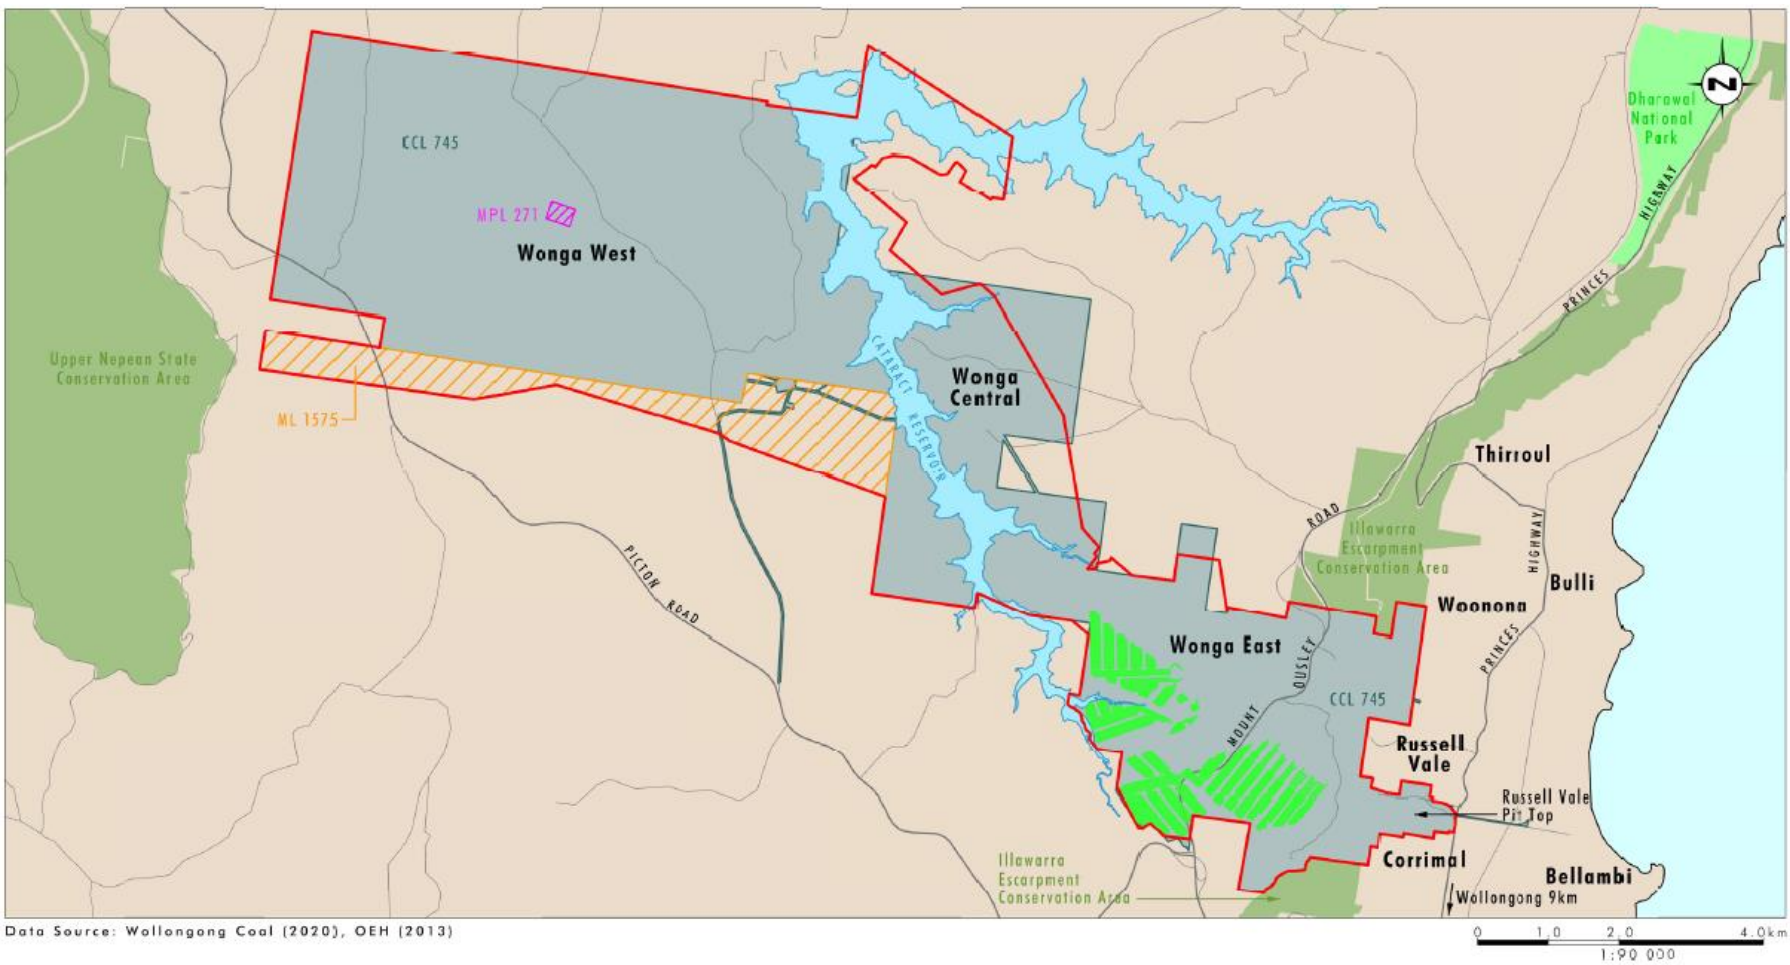 Dharawal
National
Park
N
HIGHWAY
CCL 745
MPL 271
Wonga West
PRINCES
Upper Nepean State
Conservation Area
CATARACT RESERVOIR
Wonga
Central
ML 1575
Thirroul
ROAD
Illawarra
Escarpment
Conservation Area
HIGHWAY
PICTON ROAD
Bulli
Woonona
Wonga East
OUSLEY
PRINCES
CCL 745
MOUNT
Russell
Vale
Russell Vale
Pit Top
Illawarra
Escarpment
Conservation Area
Corrimal
Bellambi
Wollongong 9km
Data Source: Wollongong Coal (2020), OEH (2013)
0 1.0 2.0 4.0km
1:90 000